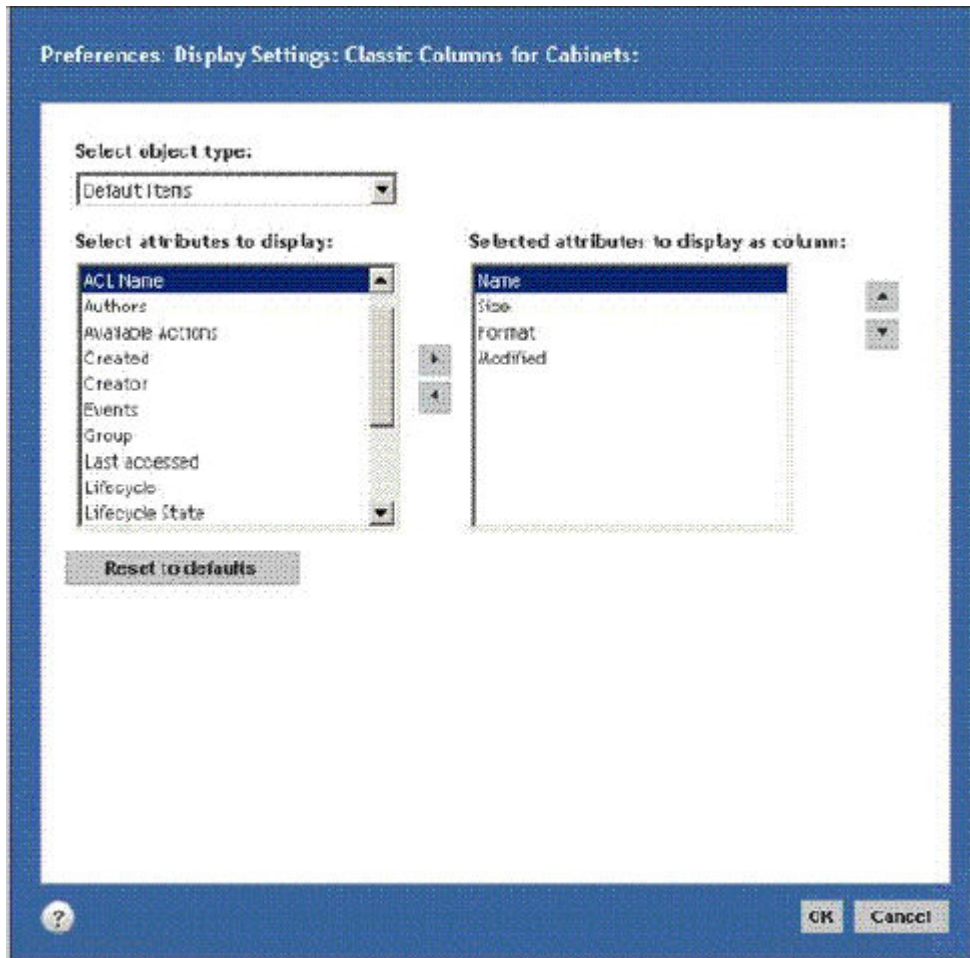 Preferences: Display Settings: Classic Columns for Cabinets:
Select object type:
Default Items
Select attributes to display:
Selected attributes to display as column:
ACL Name
Authors
Available Actions
Created
Creator
Events
Group
Last accessed
Lifecycle
Lifecycle State
Name
Size
Format
Modified
Reset to defaults
?
OK
Cancel